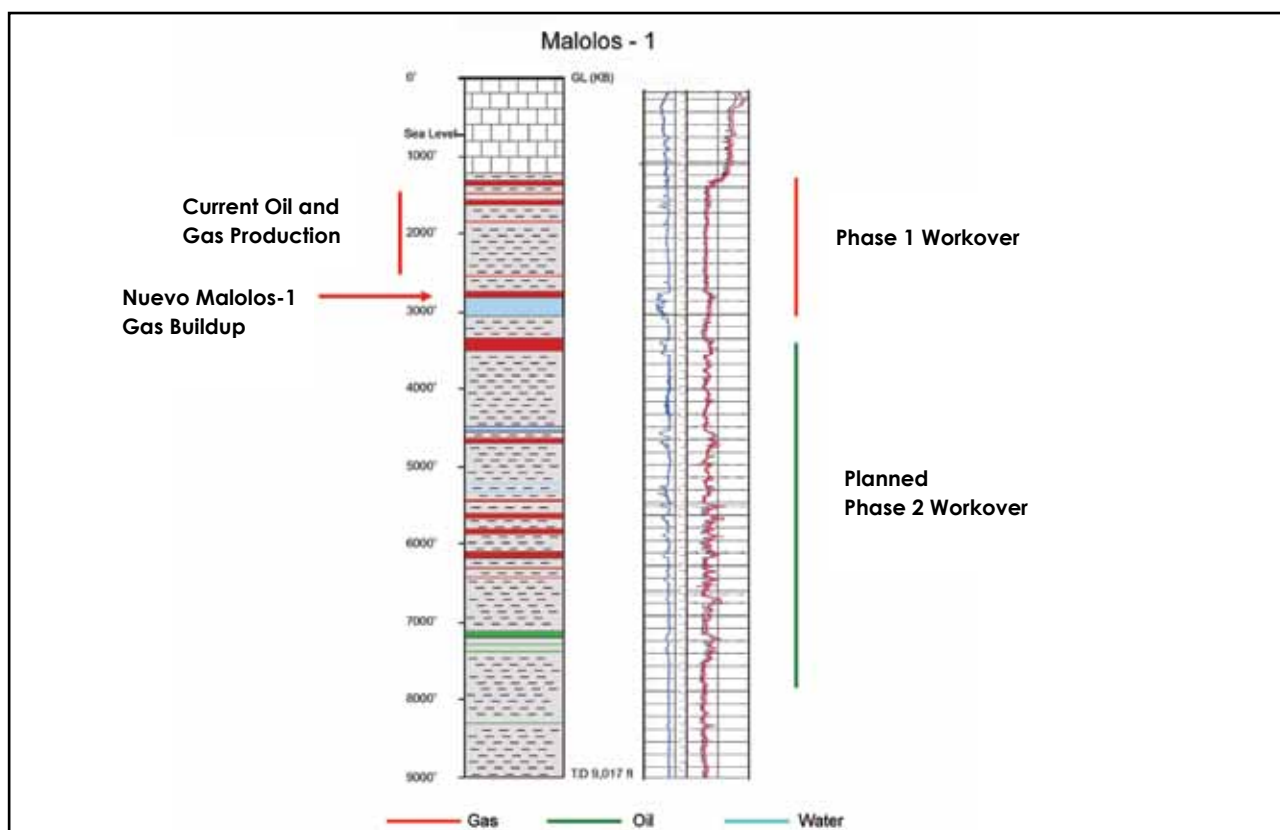 Malolos - 1
0'
GL (KB)
Sea Level
1000'
Current Oil and
Gas Production
2000'
Phase 1 Workover
Nuevo Malolos-1
Gas Buildup
3000'
4000'
5000'
Planned
Phase 2 Workover
6000'
7000'
8000'
9000'
TD 9,017 ft
Gas
Oil
Water